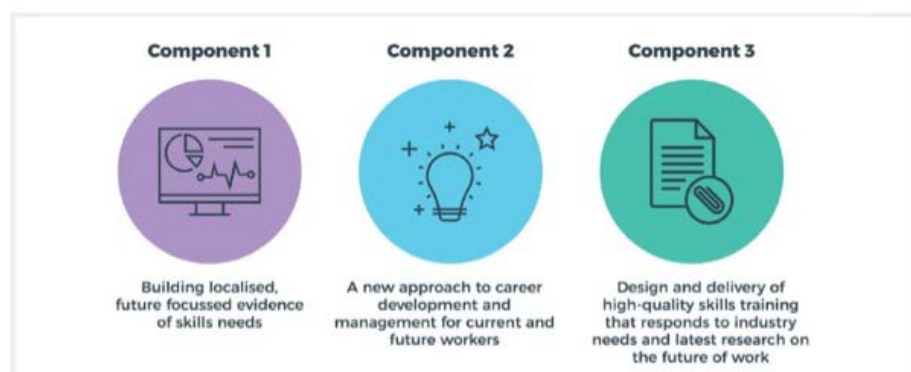 Component 1
Building localised,
future focussed evidence
of skills needs
Component 2
A new approach to career
development and
management for current and
future workers
Component 3
Design and delivery of
high-quality skills training
that responds to industry
needs and latest research on
the future of work